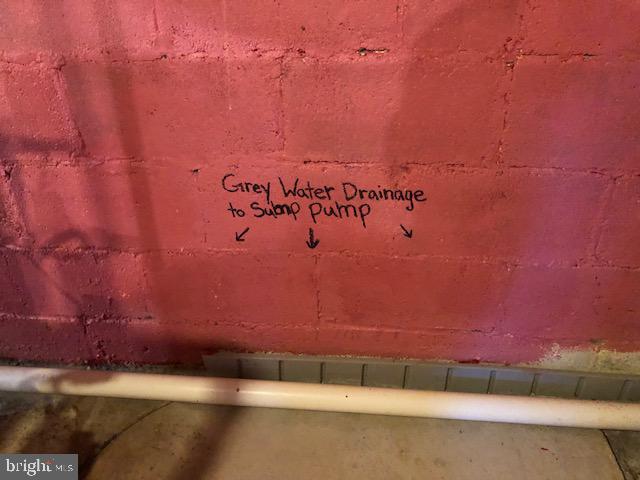 Grey Water Drainage
to Sump Pump
bright MLS